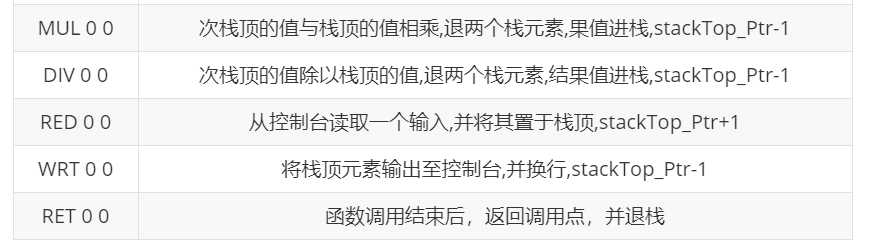 MUL 0 0 次栈顶的值与栈顶的值相乘,退两个栈元素,果值进栈,stackTop_Ptr-1
DIV 0 0 次栈顶的值除以栈顶的值,退两个栈元素,结果值进栈,stackTop_Ptr-1
RED 0 0 从控制台读取一个输入,并将其置于栈顶,stackTop_Ptr+1
WRT 0 0 将栈顶元素输出至控制台,并换行,stackTop_Ptr-1
RET 0 0 函数调用结束后，返回调用点，并退栈